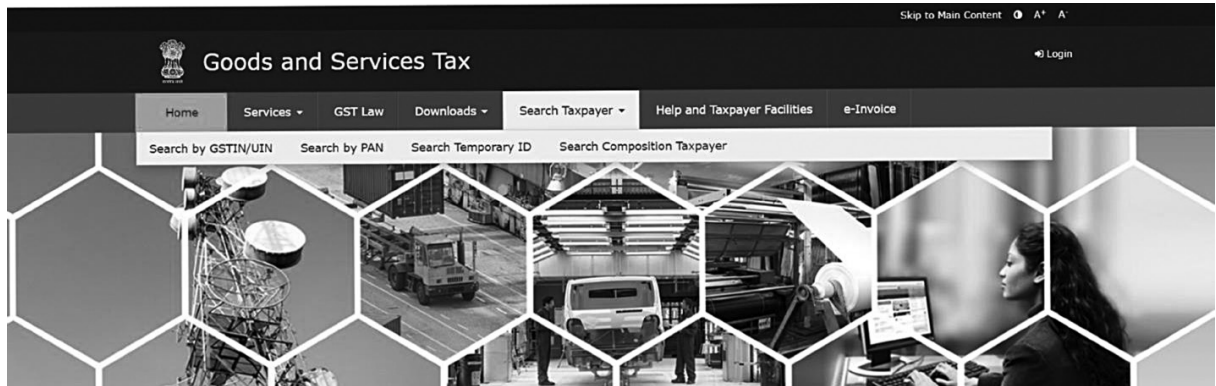 Skip to Main Content A+ A-
Goods and Services Tax
Login
Home Services GST Law Downloads Search Taxpayer Help and Taxpayer Facilities e-Invoice
Search by GSTIN/UIN Search by PAN Search Temporary ID Search Composition Taxpayer